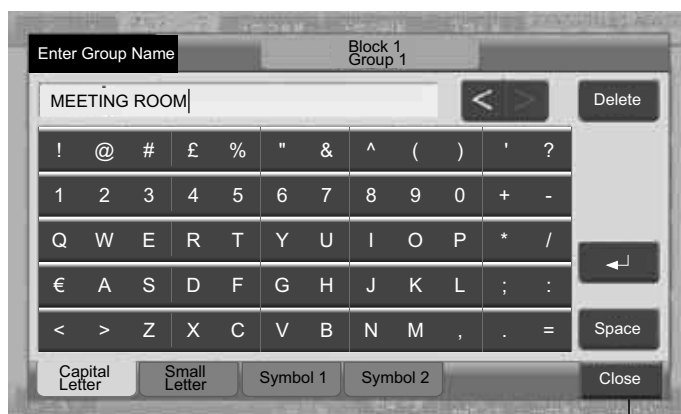 Enter Group Name
Block 1
Group 1
MEETING ROOM
< >
Delete
! @ # £ % " & ^ ( ) ' ?
1 2 3 4 5 6 7 8 9 0 + -
Q W E R T Y U I O P * /
€ A S D F G H J K L ; :
< > Z X C V B N M , . =
Space
Capital
Letter
Small
Letter
Symbol 1
Symbol 2
Close